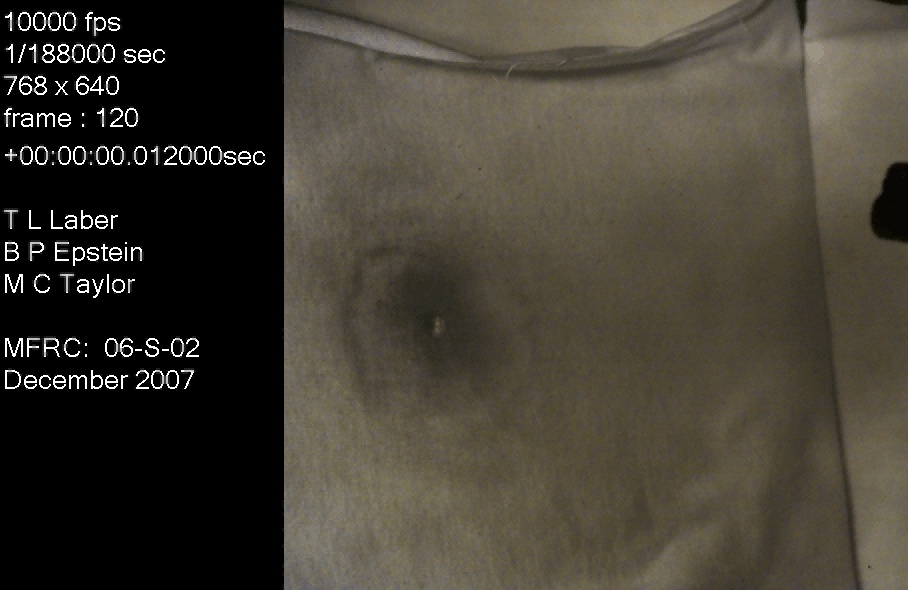 10000 fps
1/188000 sec
768 x 640
frame : 120
+00:00:00.012000sec
T L Laber
B P Epstein
M C Taylor
MFRC: 06-S-02
December 2007